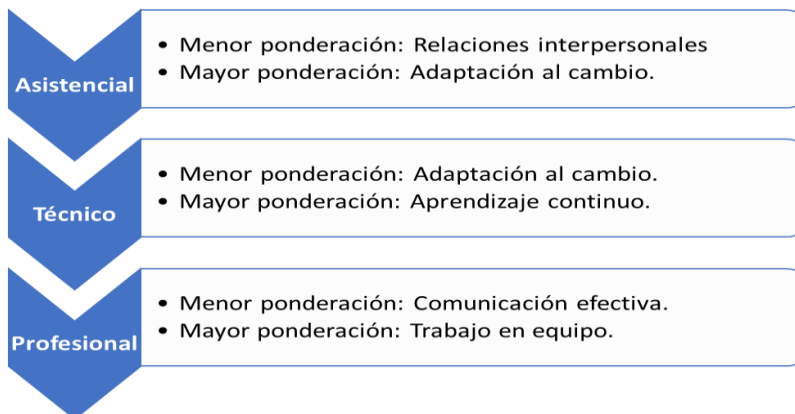 Asistencial
• Menor ponderación: Relaciones interpersonales
• Mayor ponderación: Adaptación al cambio.
Técnico
• Menor ponderación: Adaptación al cambio.
• Mayor ponderación: Aprendizaje continuo.
Profesional
• Menor ponderación: Comunicación efectiva.
• Mayor ponderación: Trabajo en equipo.